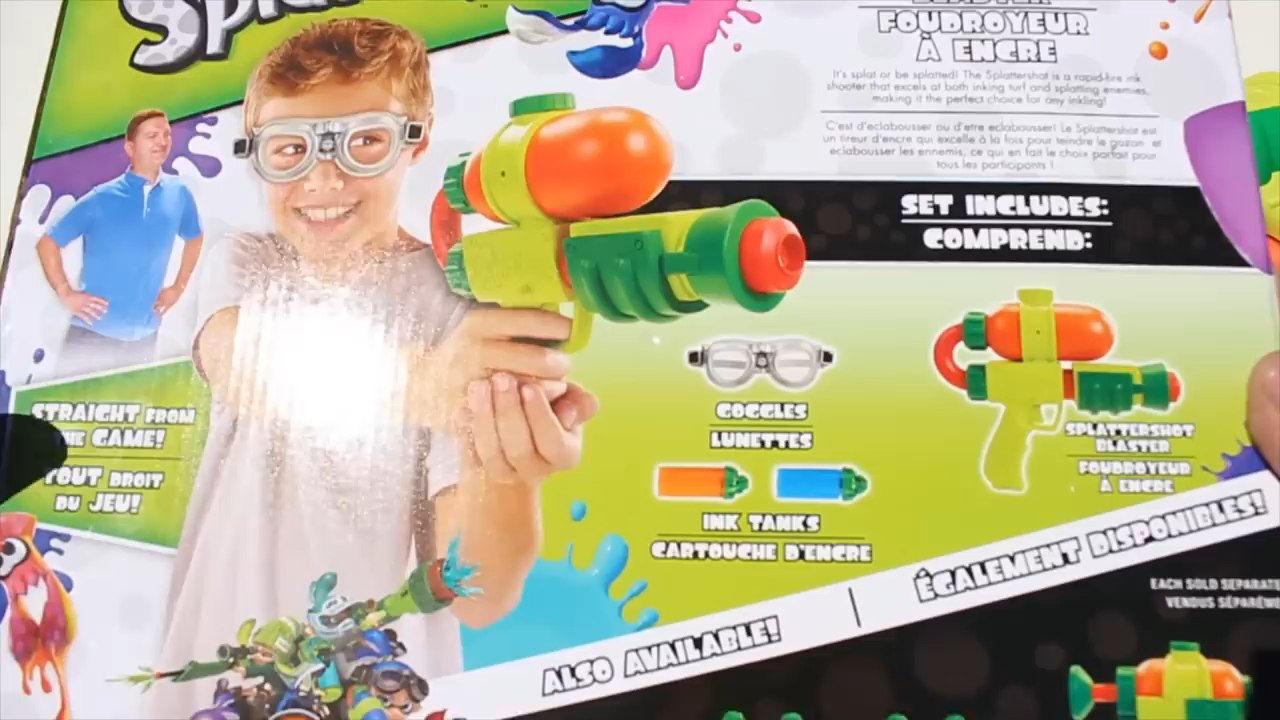 Spla
FOUDROYEUR
À ENCRE
It's splat or be splatted! The Splattershot is a rapid-fire ink
shooter that excels at both inking turf and splatting enemies,
making it the perfect choice for any inkling!
C'est d'eclabousser ou d'etre eclabousser! Le Splattershot est
un tireur d'encre qui excelle à la fois pour teindre le gazon et
eclabousser les ennemis, ce qui en fait le choix parfait pour
tous les participants !
SET INCLUDES:
COMPREND:
GOGGLES
LUNETTES
INK TANKS
CARTOUCHE D'ENCRE
SPLATTERSHOT
BLASTER
FOUDROYEUR
À ENCRE
STRAIGHT FROM
THE GAME!
TOUT DROIT
DU JEU!
ALSO AVAILABLE! | ÉGALEMENT DISPONIBLES!
EACH SOLD
VENDUS